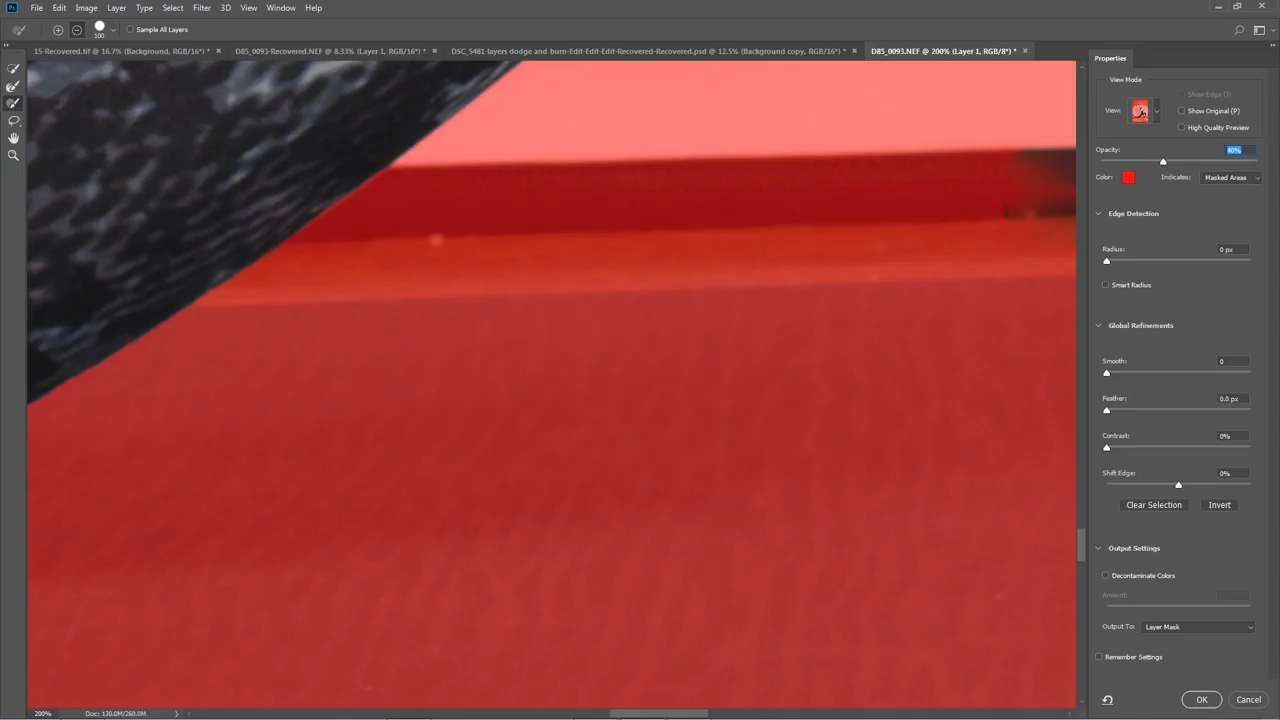 Ps File Edit Image Layer Type Select Filter 3D View Window Help
100 Sample All Layers
15-Recovered.tif @ 16.7% (Background, RGB/16*) * D85_0093-Recovered.NEF @ 8.33% (Layer 1, RGB/16*) * DSC_5481-layers dodge and burn-Edit-Edit-Edit-Recovered-Recovered.psd @ 12.5% (Background copy, RGB/16*) * D85_0093.NEF @ 200% (Layer 1, RGB/8*) *
Properties
View Mode
Show Edge (J)
View: Show Original (P)
High Quality Preview
Opacity: 40%
Color: Indicates: Masked Areas
Edge Detection
Radius: 0 px
Smart Radius
Global Refinements
Smooth: 0
Feather: 0.0 px
Contrast: 0%
Shift Edge: 0%
Clear Selection Invert
Output Settings
Decontaminate Colors
Amount:
Output To: Layer Mask
Remember Settings
OK Cancel
200% Doc: 130.0M/260.0M